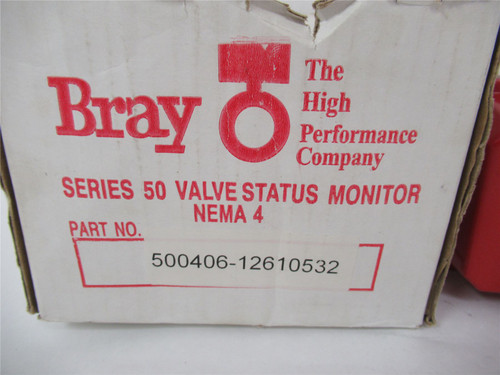 Bray
The
High
Performance
Company
SERIES 50 VALVE STATUS MONITOR
NEMA 4
PART NO.
500406-12610532